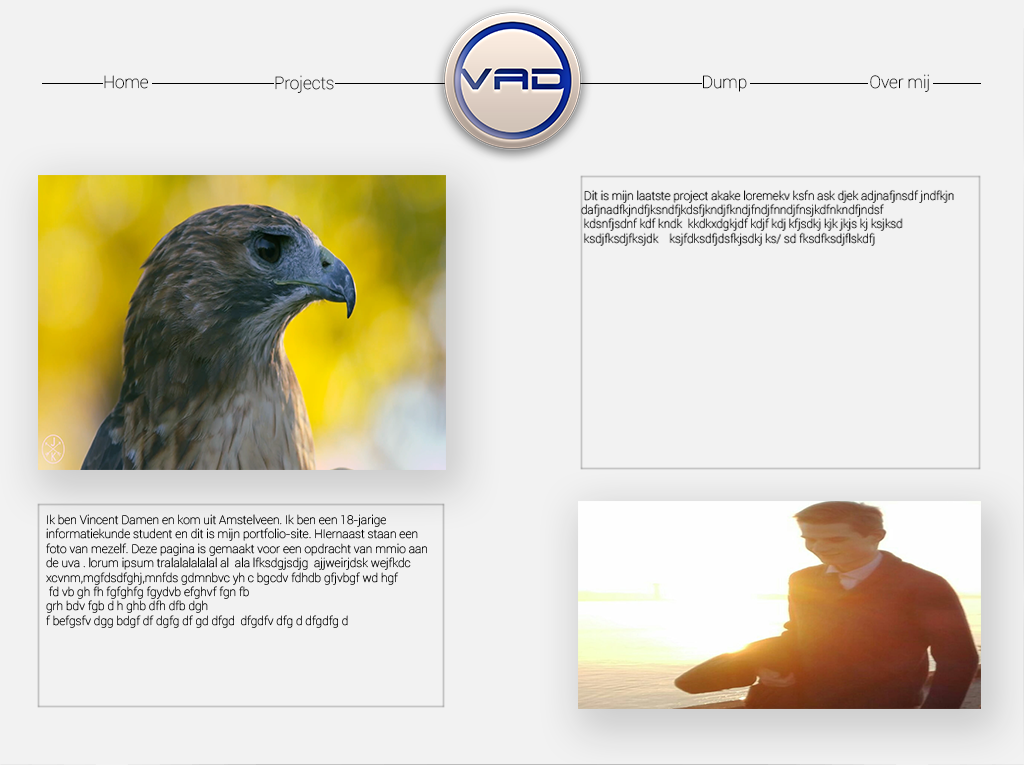 Home
Projects
VAD
Dump
Over mij
Dit is mijn laatste project akake loremekv ksfn ask djek adjnafjnsdf jndfkjn
dafjnadfkjndfjksndfjkdsfjkndjfkndjfndjfnndjfnsjkdfnkndfjndsf
kdsnfjsdnf kdf kndk kkdkxdgkjdf kdjf kdj kfjsdkj kjk jkjs kj ksjksd
ksdjfksdjfksjdk ksjfdksdfjdsfkjsdkj ks/ sd fksdfksdjflskdfj
Ik ben Vincent Damen en kom uit Amstelveen. Ik ben een 18-jarige
informatiekunde student en dit is mijn portfolio-site. HIernaast staan een
foto van mezelf. Deze pagina is gemaakt voor een opdracht van mmio aan
de uva . lorum ipsum tralalalalalal al ala lfksdgjsdjg ajjweirjdsk wejfkdc
xcvnm,mgfdsdfghj,mnfds gdmnbvc yh c bgcdv fdhdb gfjvbgf wd hgf
fd vb gh fh fgfghfg fgydvb efghvf fgn fb
grh bdv fgb d h ghb dfh dfb dgh
f befgsfv dgg bdgf df dgfg df gd dfgd dfgdfv dfg d dfgdfg d